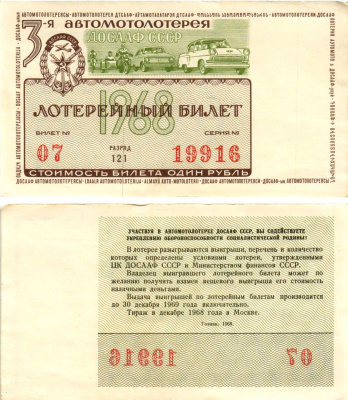 3-я автомотолотерея
ДОСААФ СССР
1968
ЛОТЕРЕЙНЫЙ БИЛЕТ
БИЛЕТ №
СЕРИЯ №
07
РАЗРЯД
121
19916
СТОИМОСТЬ БИЛЕТА ОДИН РУБЛЬ
УЧАСТВУЯ В АВТОМОТОЛОТЕРЕЕ ДОСААФ СССР, ВЫ СОДЕЙСТВУЕТЕ
УКРЕПЛЕНИЮ ОБОРОНОСПОСОБНОСТИ СОЦИАЛИСТИЧЕСКОЙ РОДИНЫ!
В лотерее разыгрываются выигрыши, перечень и количество
которых определены условиями лотереи, утвержденными
ЦК ДОСААФ СССР и Министерством финансов СССР.
Владелец выигравшего лотерейного билета может по
желанию получить взамен вещевого выигрыша его стоимость
наличными деньгами.
Выдача выигрышей по лотерейным билетам производится
до 30 декабря 1969 года включительно.
Тираж в декабре 1968 года в Москве.
Гознак. 1968.
19916
07